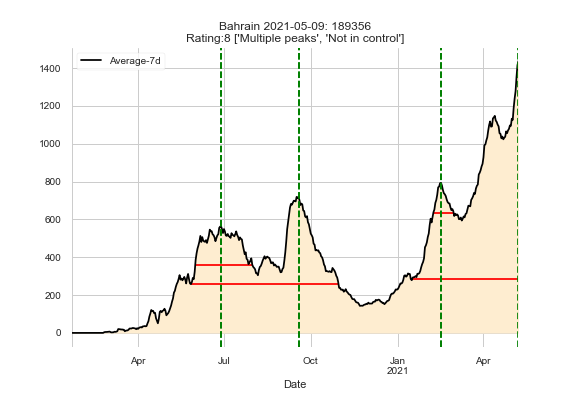 Bahrain 2021-05-09: 189356
Rating:8 ['Multiple peaks', 'Not in control']
Average-7d
1400
1200
1000
800
600
400
200
0
Apr
Jul
Oct
Jan
2021
Apr
Date